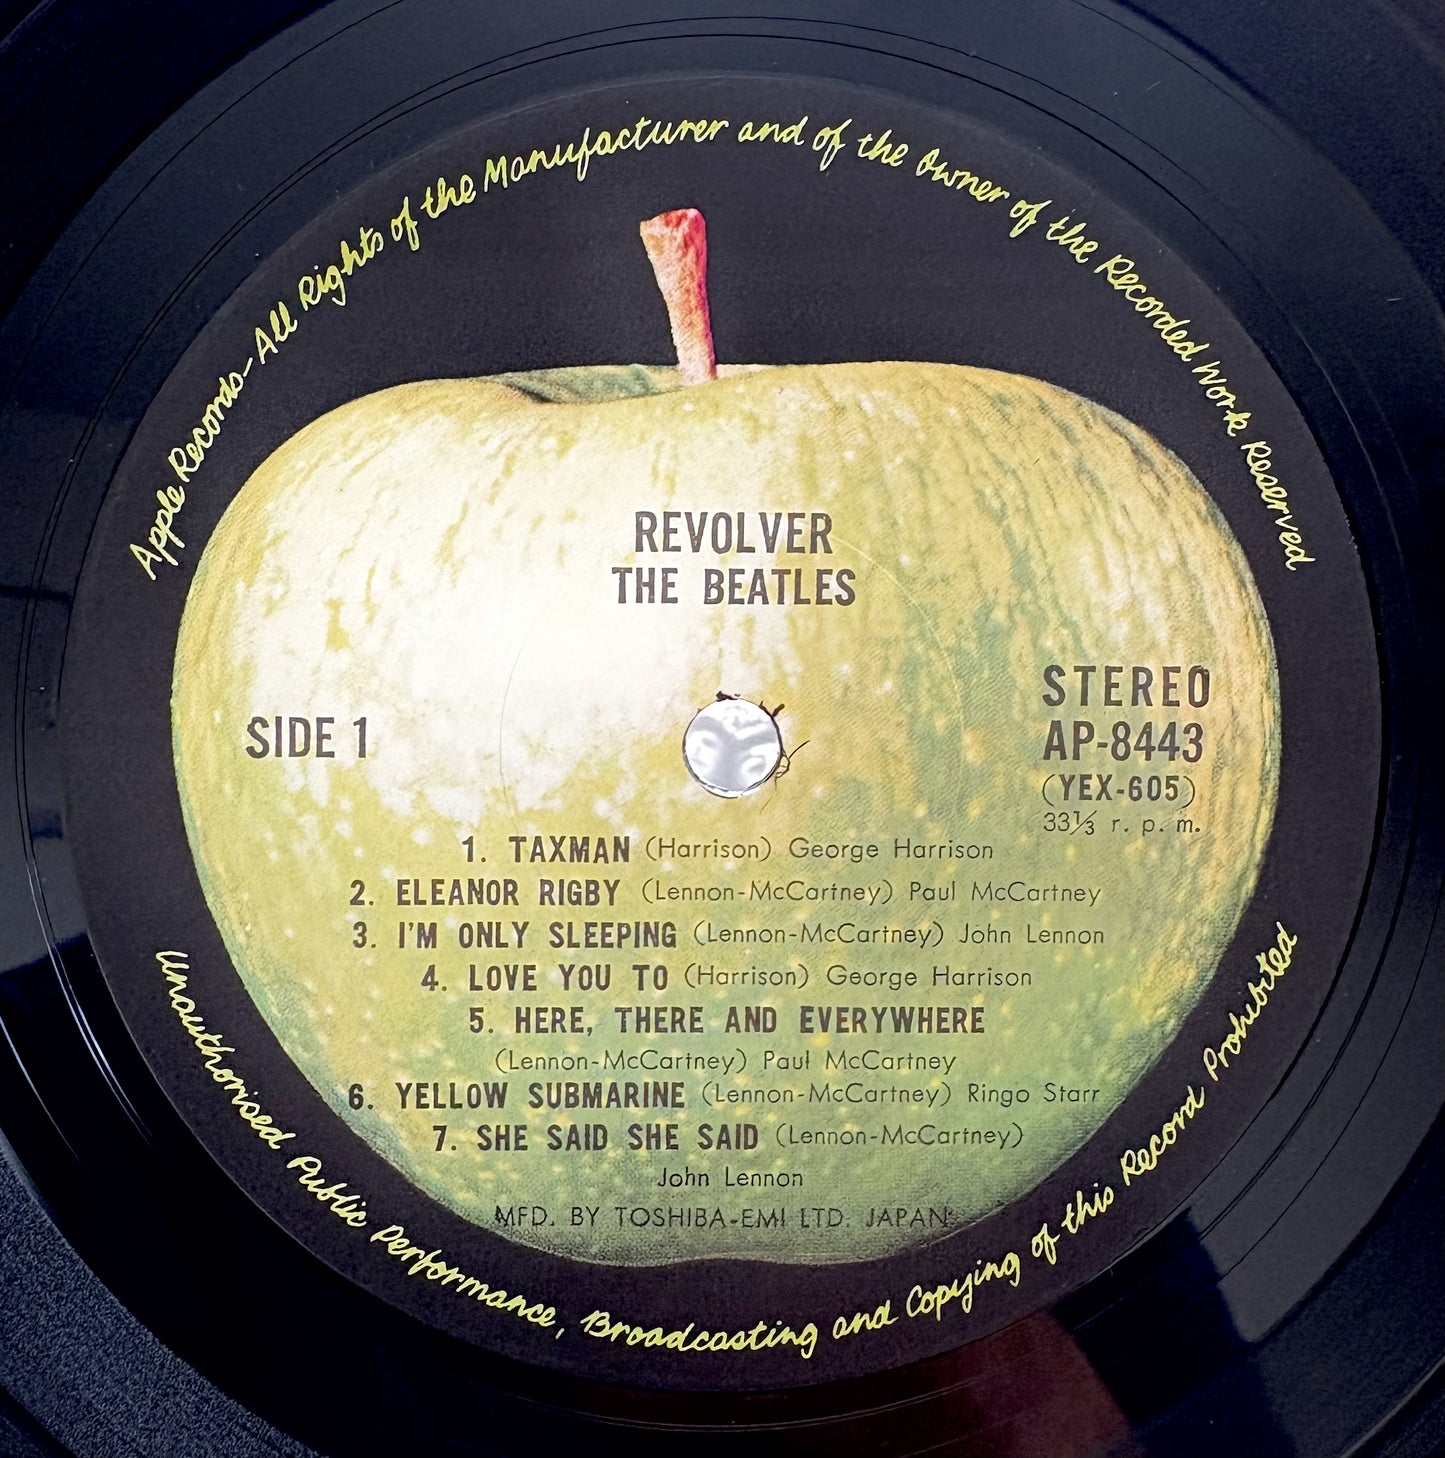 Apple Records-All Rights of the Manufacturer and of the Owner of the Recorded Work Reserved
REVOLVER
THE BEATLES
SIDE 1
STEREO
AP-8443
(YEX-605)
33⅓ r. p. m.
1. TAXMAN (Harrison) George Harrison
2. ELEANOR RIGBY (Lennon-McCartney) Paul McCartney
3. I'M ONLY SLEEPING (Lennon-McCartney) John Lennon
4. LOVE YOU TO (Harrison) George Harrison
5. HERE, THERE AND EVERYWHERE
(Lennon-McCartney) Paul McCartney
6. YELLOW SUBMARINE (Lennon-McCartney) Ringo Starr
7. SHE SAID SHE SAID (Lennon-McCartney)
John Lennon
MFD. BY TOSHIBA-EMI LTD. JAPAN
Unauthorised Public Performance, Broadcasting and Copying of this Record Prohibited